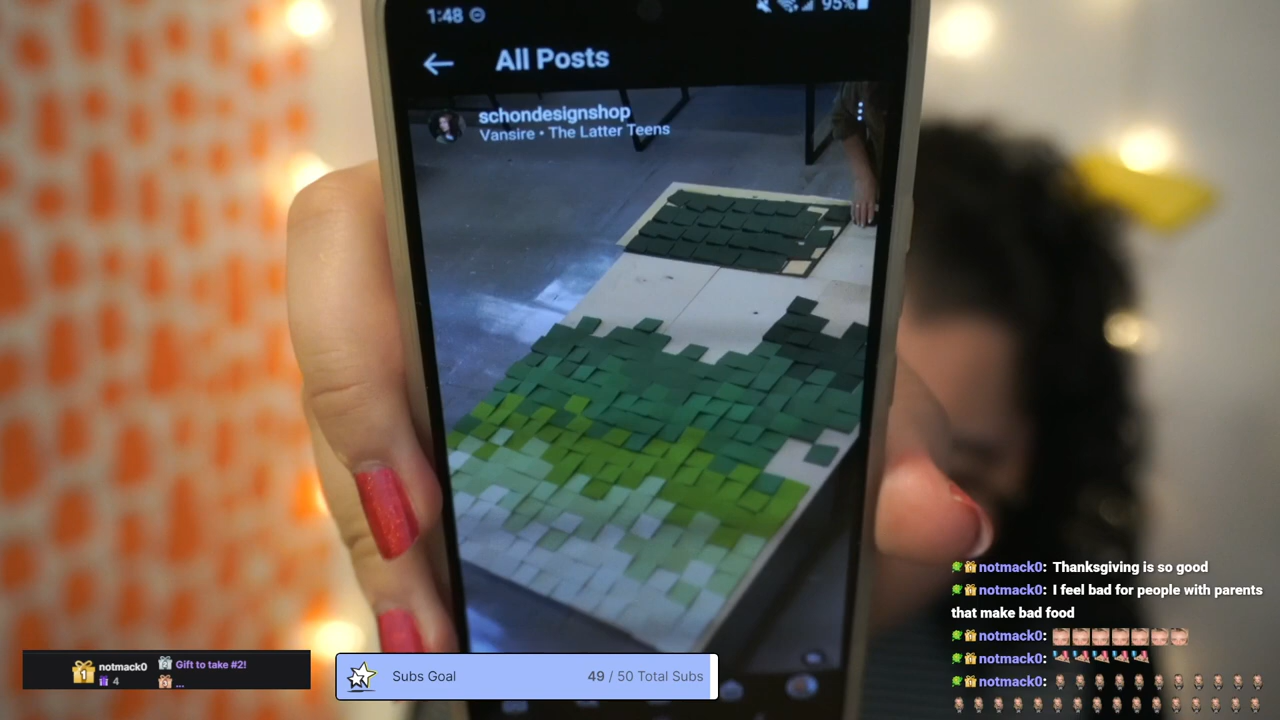 1:48
95%
All Posts
schondesignshop
Vansire • The Latter Teens
notmack0: Thanksgiving is so good
notmack0: I feel bad for people with parents
that make bad food
notmack0:
notmack0:
notmack0:
1 notmack0 Gift to take #2!
4 ...
Subs Goal 49 / 50 Total Subs